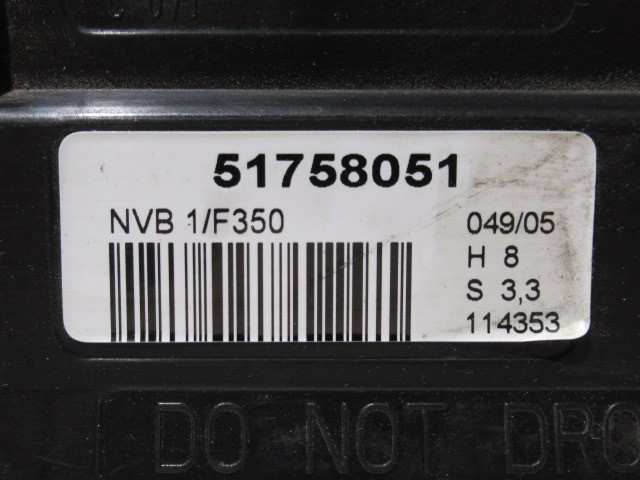 51758051
NVB 1/F350
049/05
H 8
S 3,3
114353
DO NOT DRO